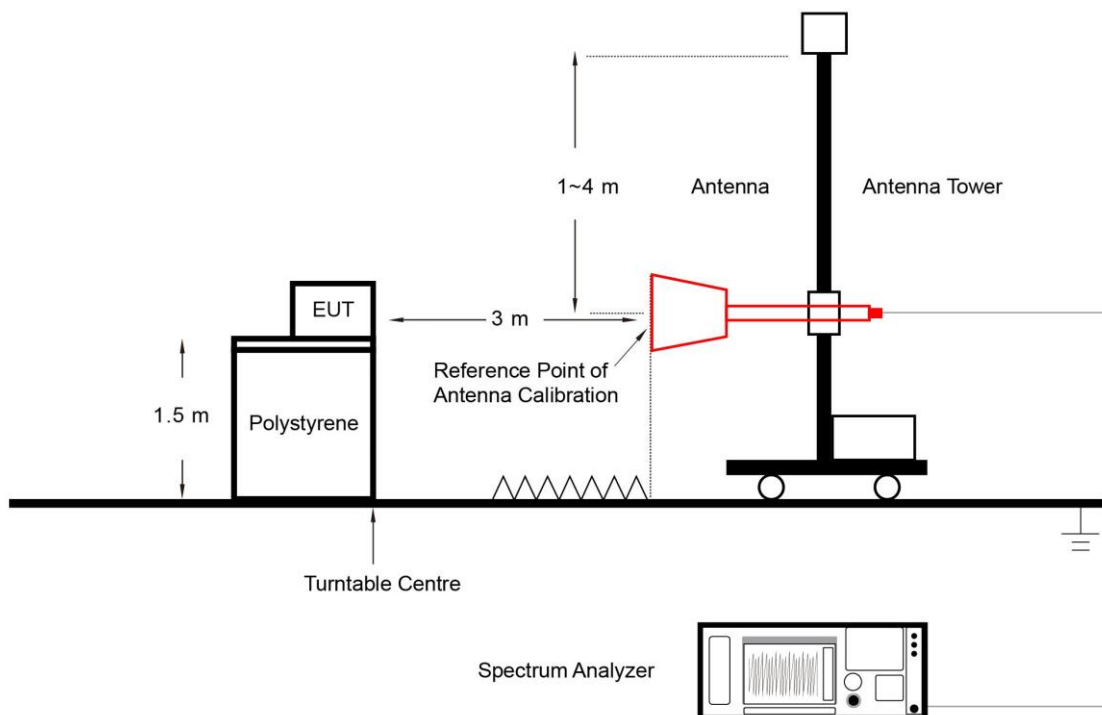 1~4 m
Antenna
Antenna Tower
EUT
3 m
Reference Point of
Antenna Calibration
1.5 m
Polystyrene
Turntable Centre
Spectrum Analyzer